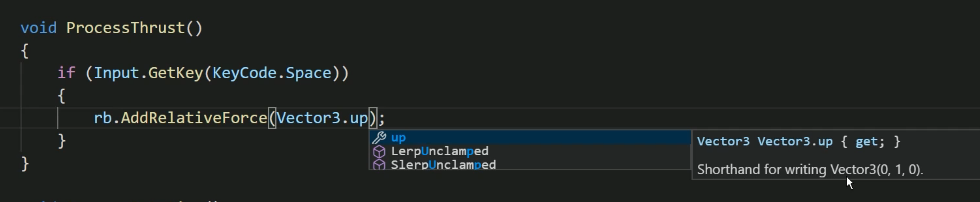 void ProcessThrust()
{
if (Input.GetKey(KeyCode.Space))
{
rb.AddRelativeForce(Vector3.up);
}
}
up
LerpUnclamped
SlerpUnclamped
Vector3 Vector3.up { get; }
Shorthand for writing Vector3(0, 1, 0).